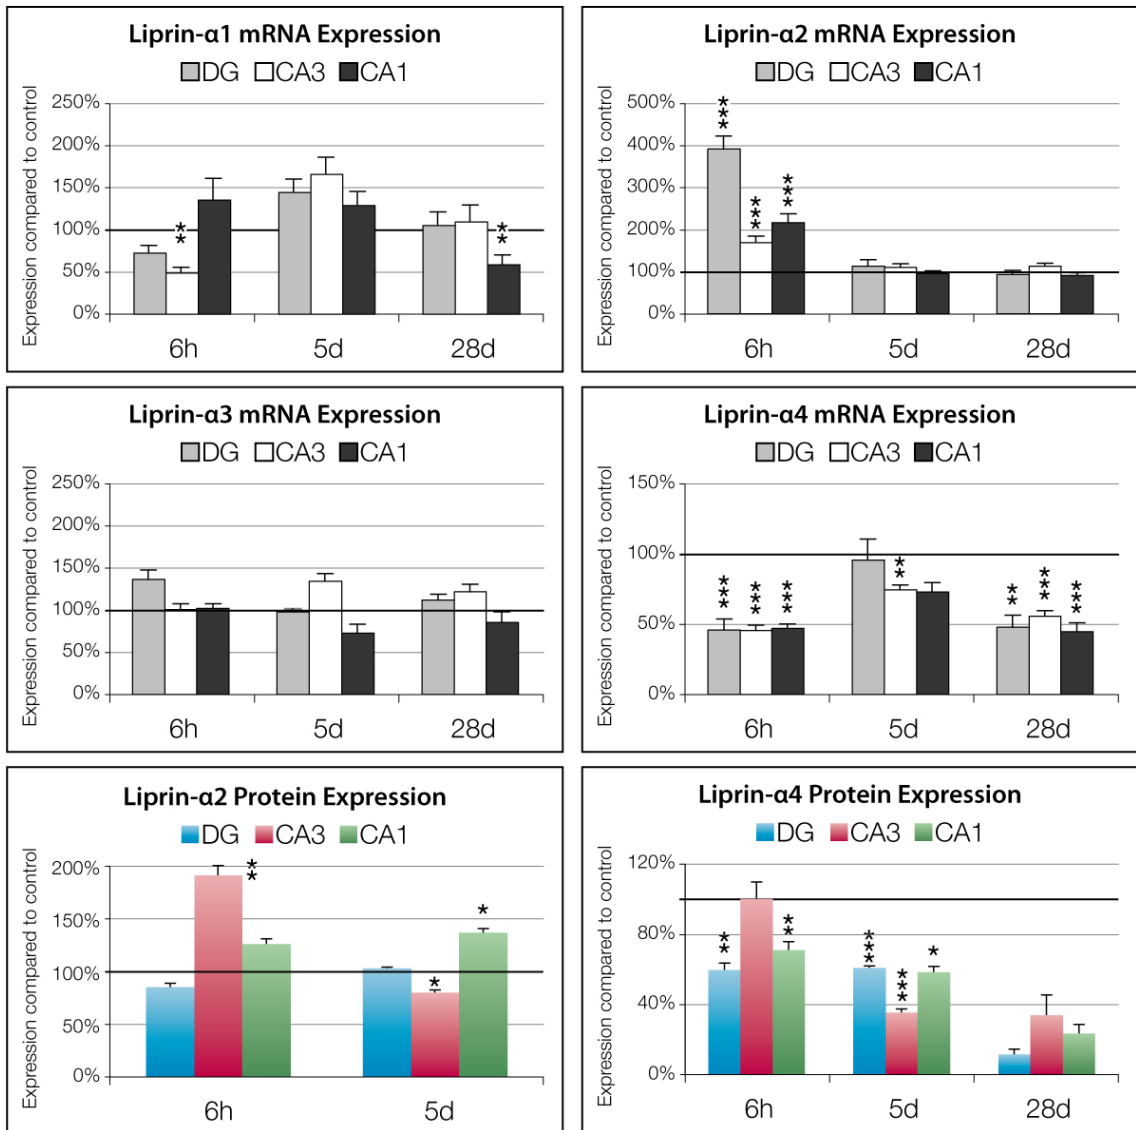 Liprin-α1 mRNA Expression
DG CA3 CA1
Expression compared to control
250%
200%
150%
100%
50%
0%
**
**
6h 5d 28d
Liprin-α2 mRNA Expression
DG CA3 CA1
Expression compared to control
500%
400%
300%
200%
100%
0%
*** *** ***
6h 5d 28d
Liprin-α3 mRNA Expression
DG CA3 CA1
Expression compared to control
250%
200%
150%
100%
50%
0%
6h 5d 28d
Liprin-α4 mRNA Expression
DG CA3 CA1
Expression compared to control
150%
100%
50%
0%
*** *** *** ** ** *** ***
6h 5d 28d
Liprin-α2 Protein Expression
DG CA3 CA1
Expression compared to control
200%
150%
100%
50%
0%
** * *
6h 5d
Liprin-α4 Protein Expression
DG CA3 CA1
Expression compared to control
120%
80%
40%
0%
** ** *** *** *
6h 5d 28d